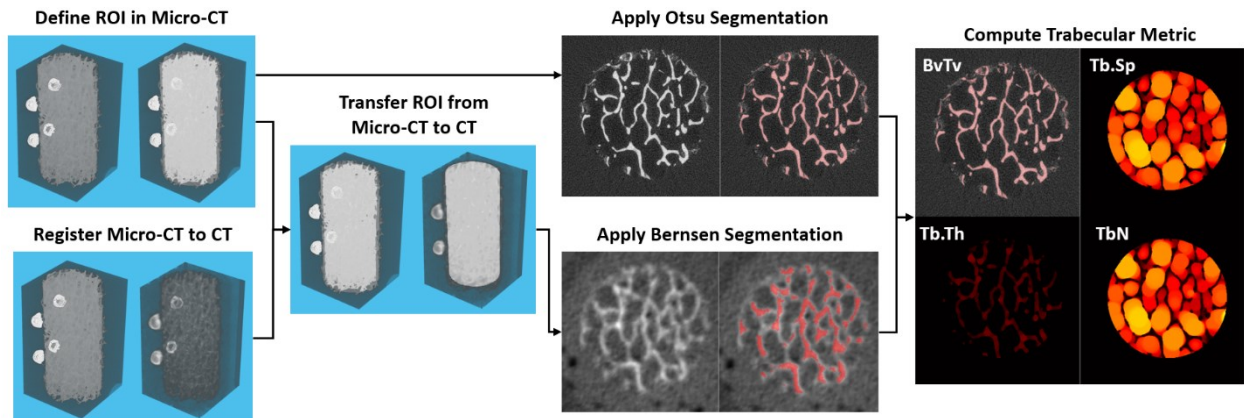 Define ROI in Micro-CT
Apply Otsu Segmentation
Compute Trabecular Metric
BvTv
Tb.Sp
Transfer ROI from
Micro-CT to CT
Register Micro-CT to CT
Apply Bernsen Segmentation
Tb.Th
TbN